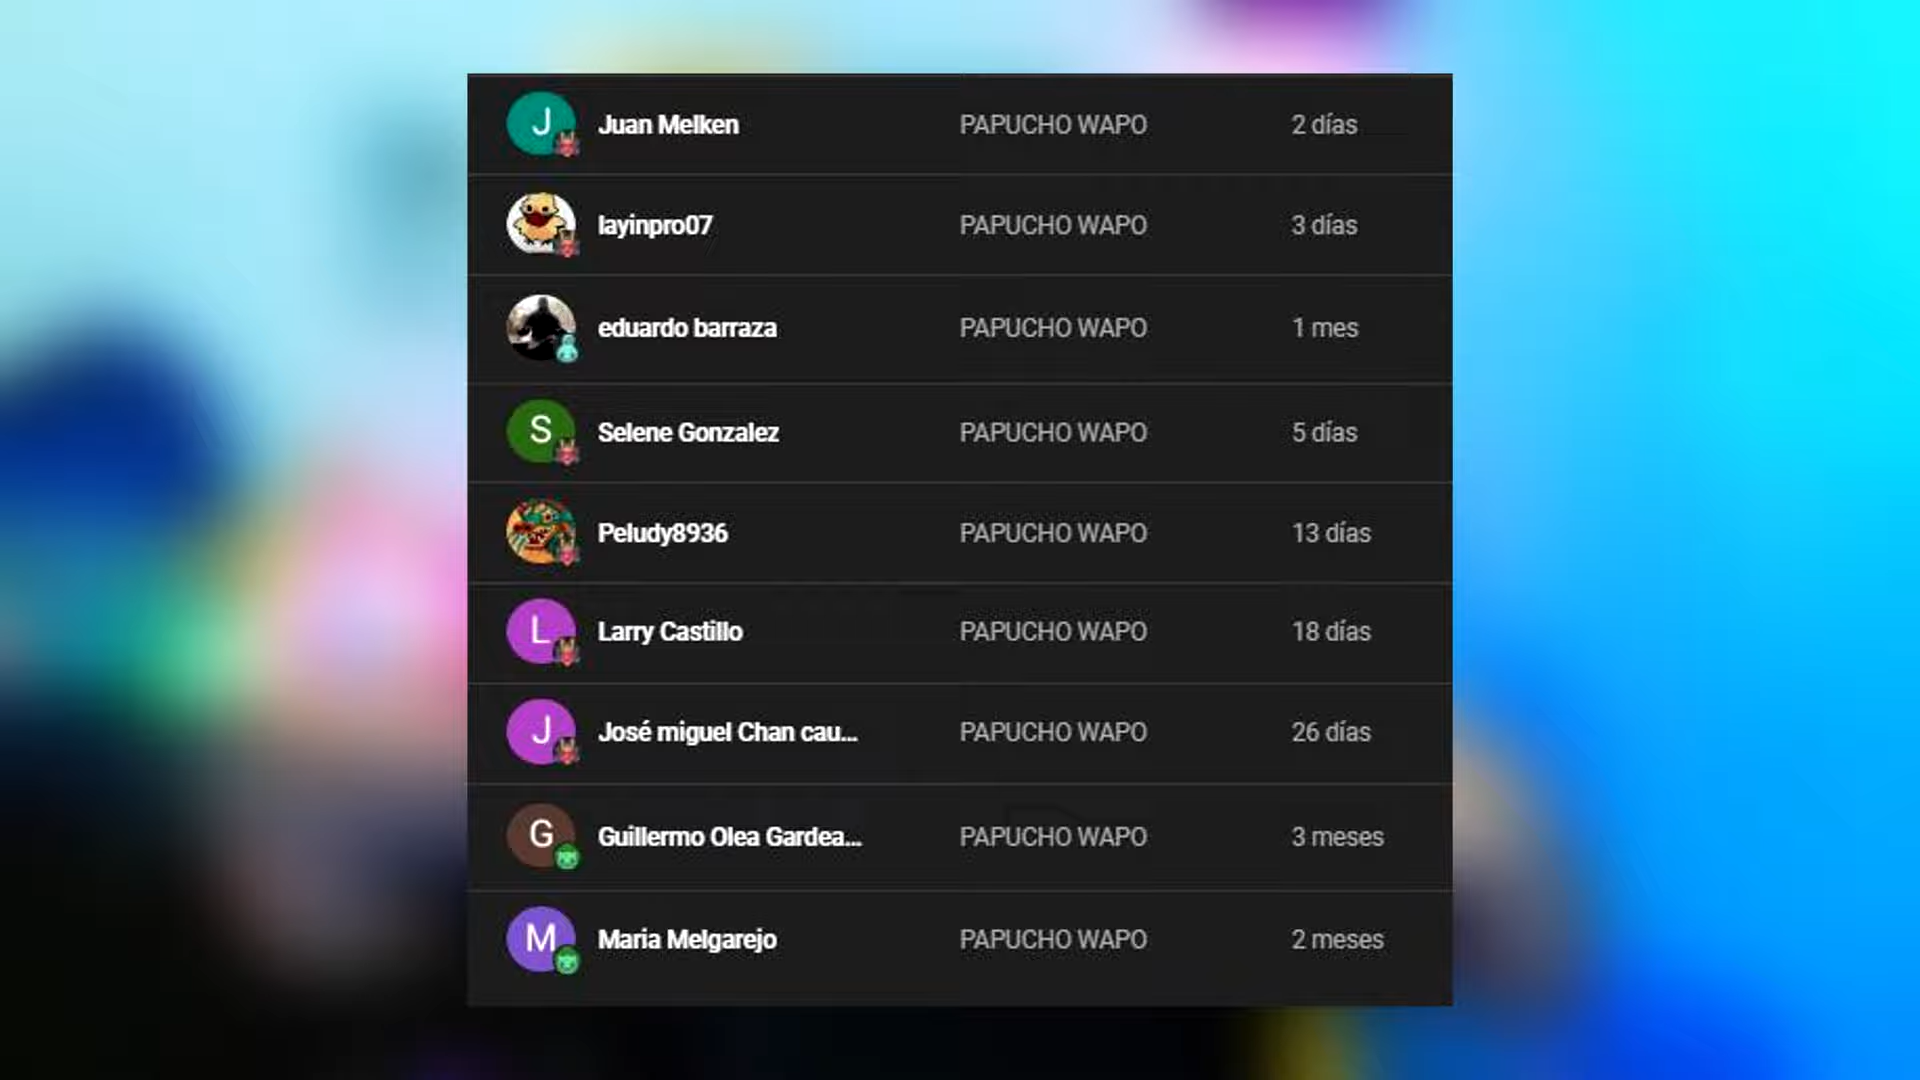 J Juan Melken PAPUCHO WAPO 2 días
layinpro07 PAPUCHO WAPO 3 días
eduardo barraza PAPUCHO WAPO 1 mes
S Selene Gonzalez PAPUCHO WAPO 5 días
Peludy8936 PAPUCHO WAPO 13 días
L Larry Castillo PAPUCHO WAPO 18 días
J José miguel Chan cau... PAPUCHO WAPO 26 días
G Guillermo Olea Gardea... PAPUCHO WAPO 3 meses
M Maria Melgarejo PAPUCHO WAPO 2 meses